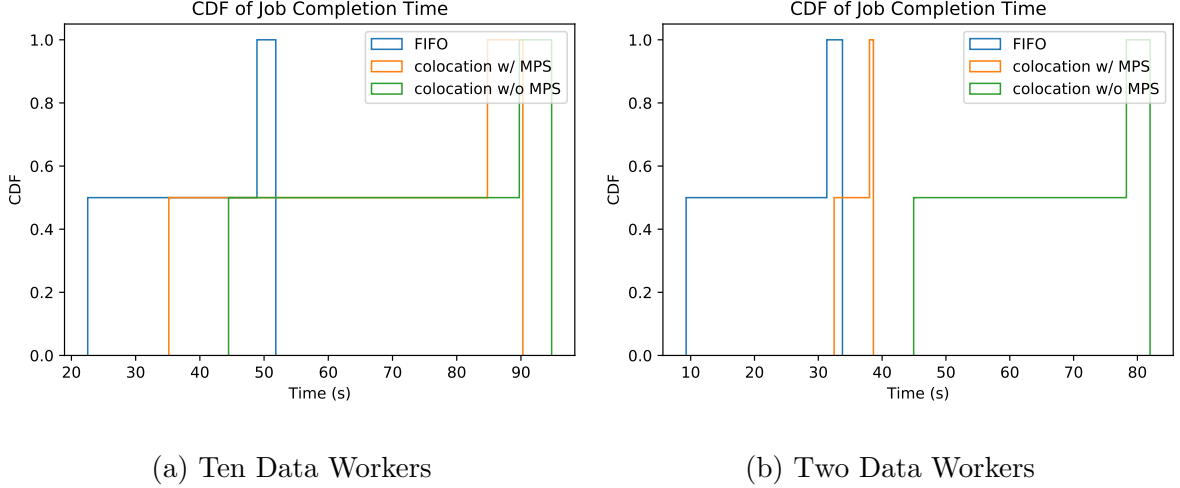 CDF of Job Completion Time
1.0
0.8
0.6
0.4
0.2
0.0
CDF
20 30 40 50 60 70 80 90
Time (s)
FIFO
colocation w/ MPS
colocation w/o MPS
(a) Ten Data Workers
CDF of Job Completion Time
1.0
0.8
0.6
0.4
0.2
0.0
CDF
10 20 30 40 50 60 70 80
Time (s)
FIFO
colocation w/ MPS
colocation w/o MPS
(b) Two Data Workers